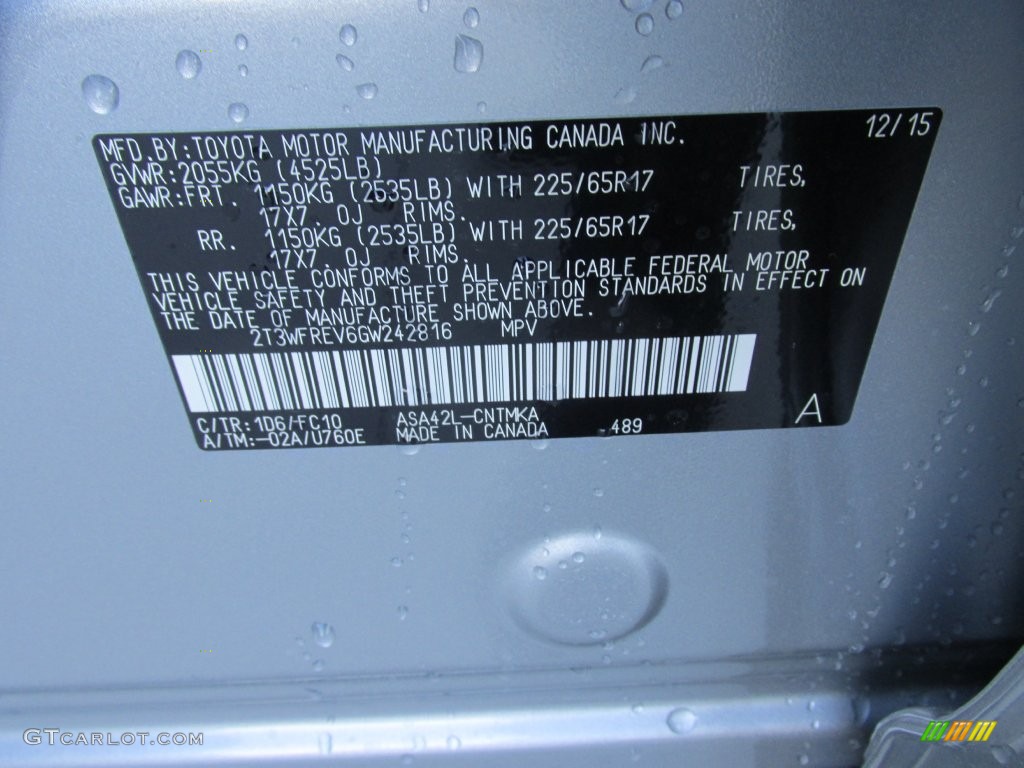 MFD.BY:TOYOTA MOTOR MANUFACTURING CANADA INC. 12/15
GVWR:2055KG (4525LB)
GAWR:FRT. 1150KG (2535LB) WITH 225/65R17 TIRES,
17X7 0J RIMS.
RR. 1150KG (2535LB) WITH 225/65R17 TIRES,
17X7 0J RIMS.
THIS VEHICLE CONFORMS TO ALL APPLICABLE FEDERAL MOTOR
VEHICLE SAFETY AND THEFT PREVENTION STANDARDS IN EFFECT ON
THE DATE OF MANUFACTURE SHOWN ABOVE.
2T3WFREV6GW242816 MPV
C/TR:1D6/FC10 ASA42L-CNTMKA
A/TM:-02A/U760E MADE IN CANADA 489 A
GTCARLOT.COM